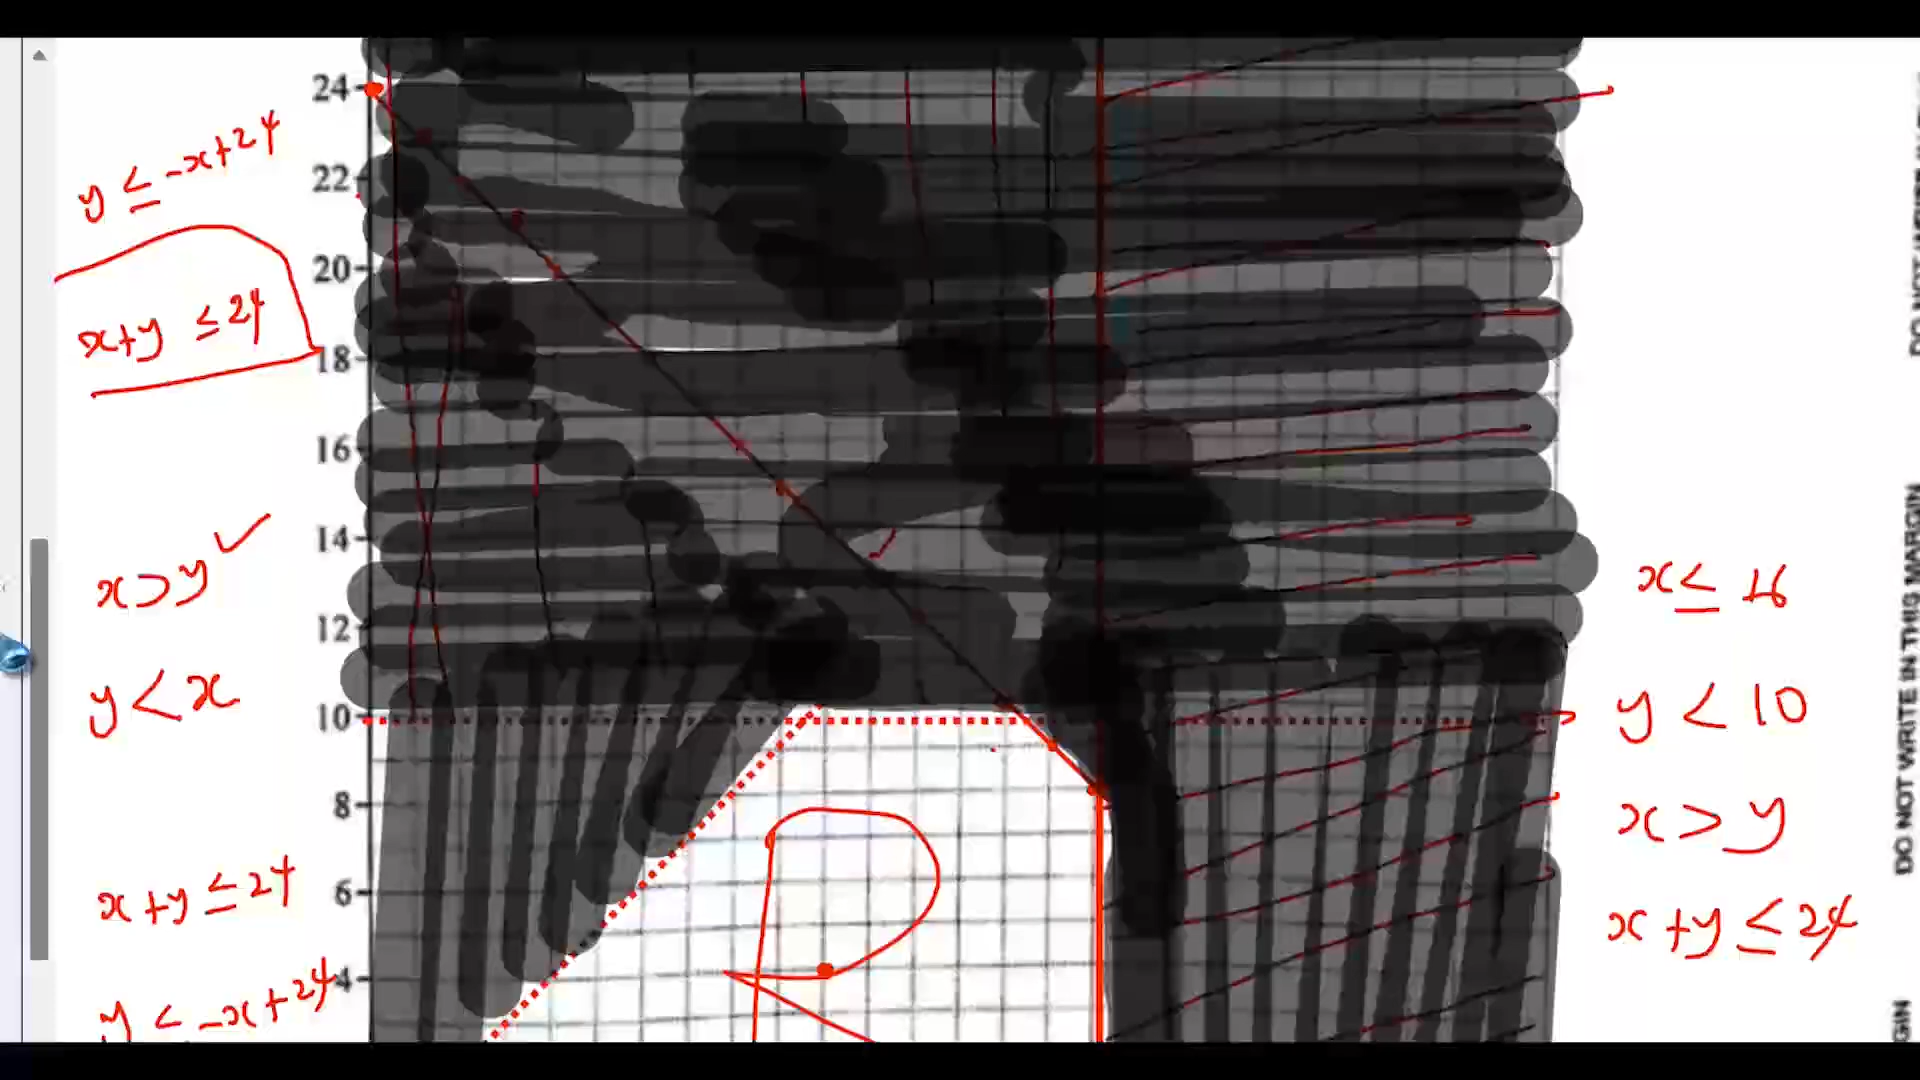 y ≤ -x+24
x+y ≤ 24
x>y ✓
y<x
x+y ≤ 24
y < -x+24
24
22
20
18
16
14
12
10
8
6
4
R
x ≤ 16
y < 10
x > y
x+y ≤ 24
DO NOT WRITE IN THIS MARGIN